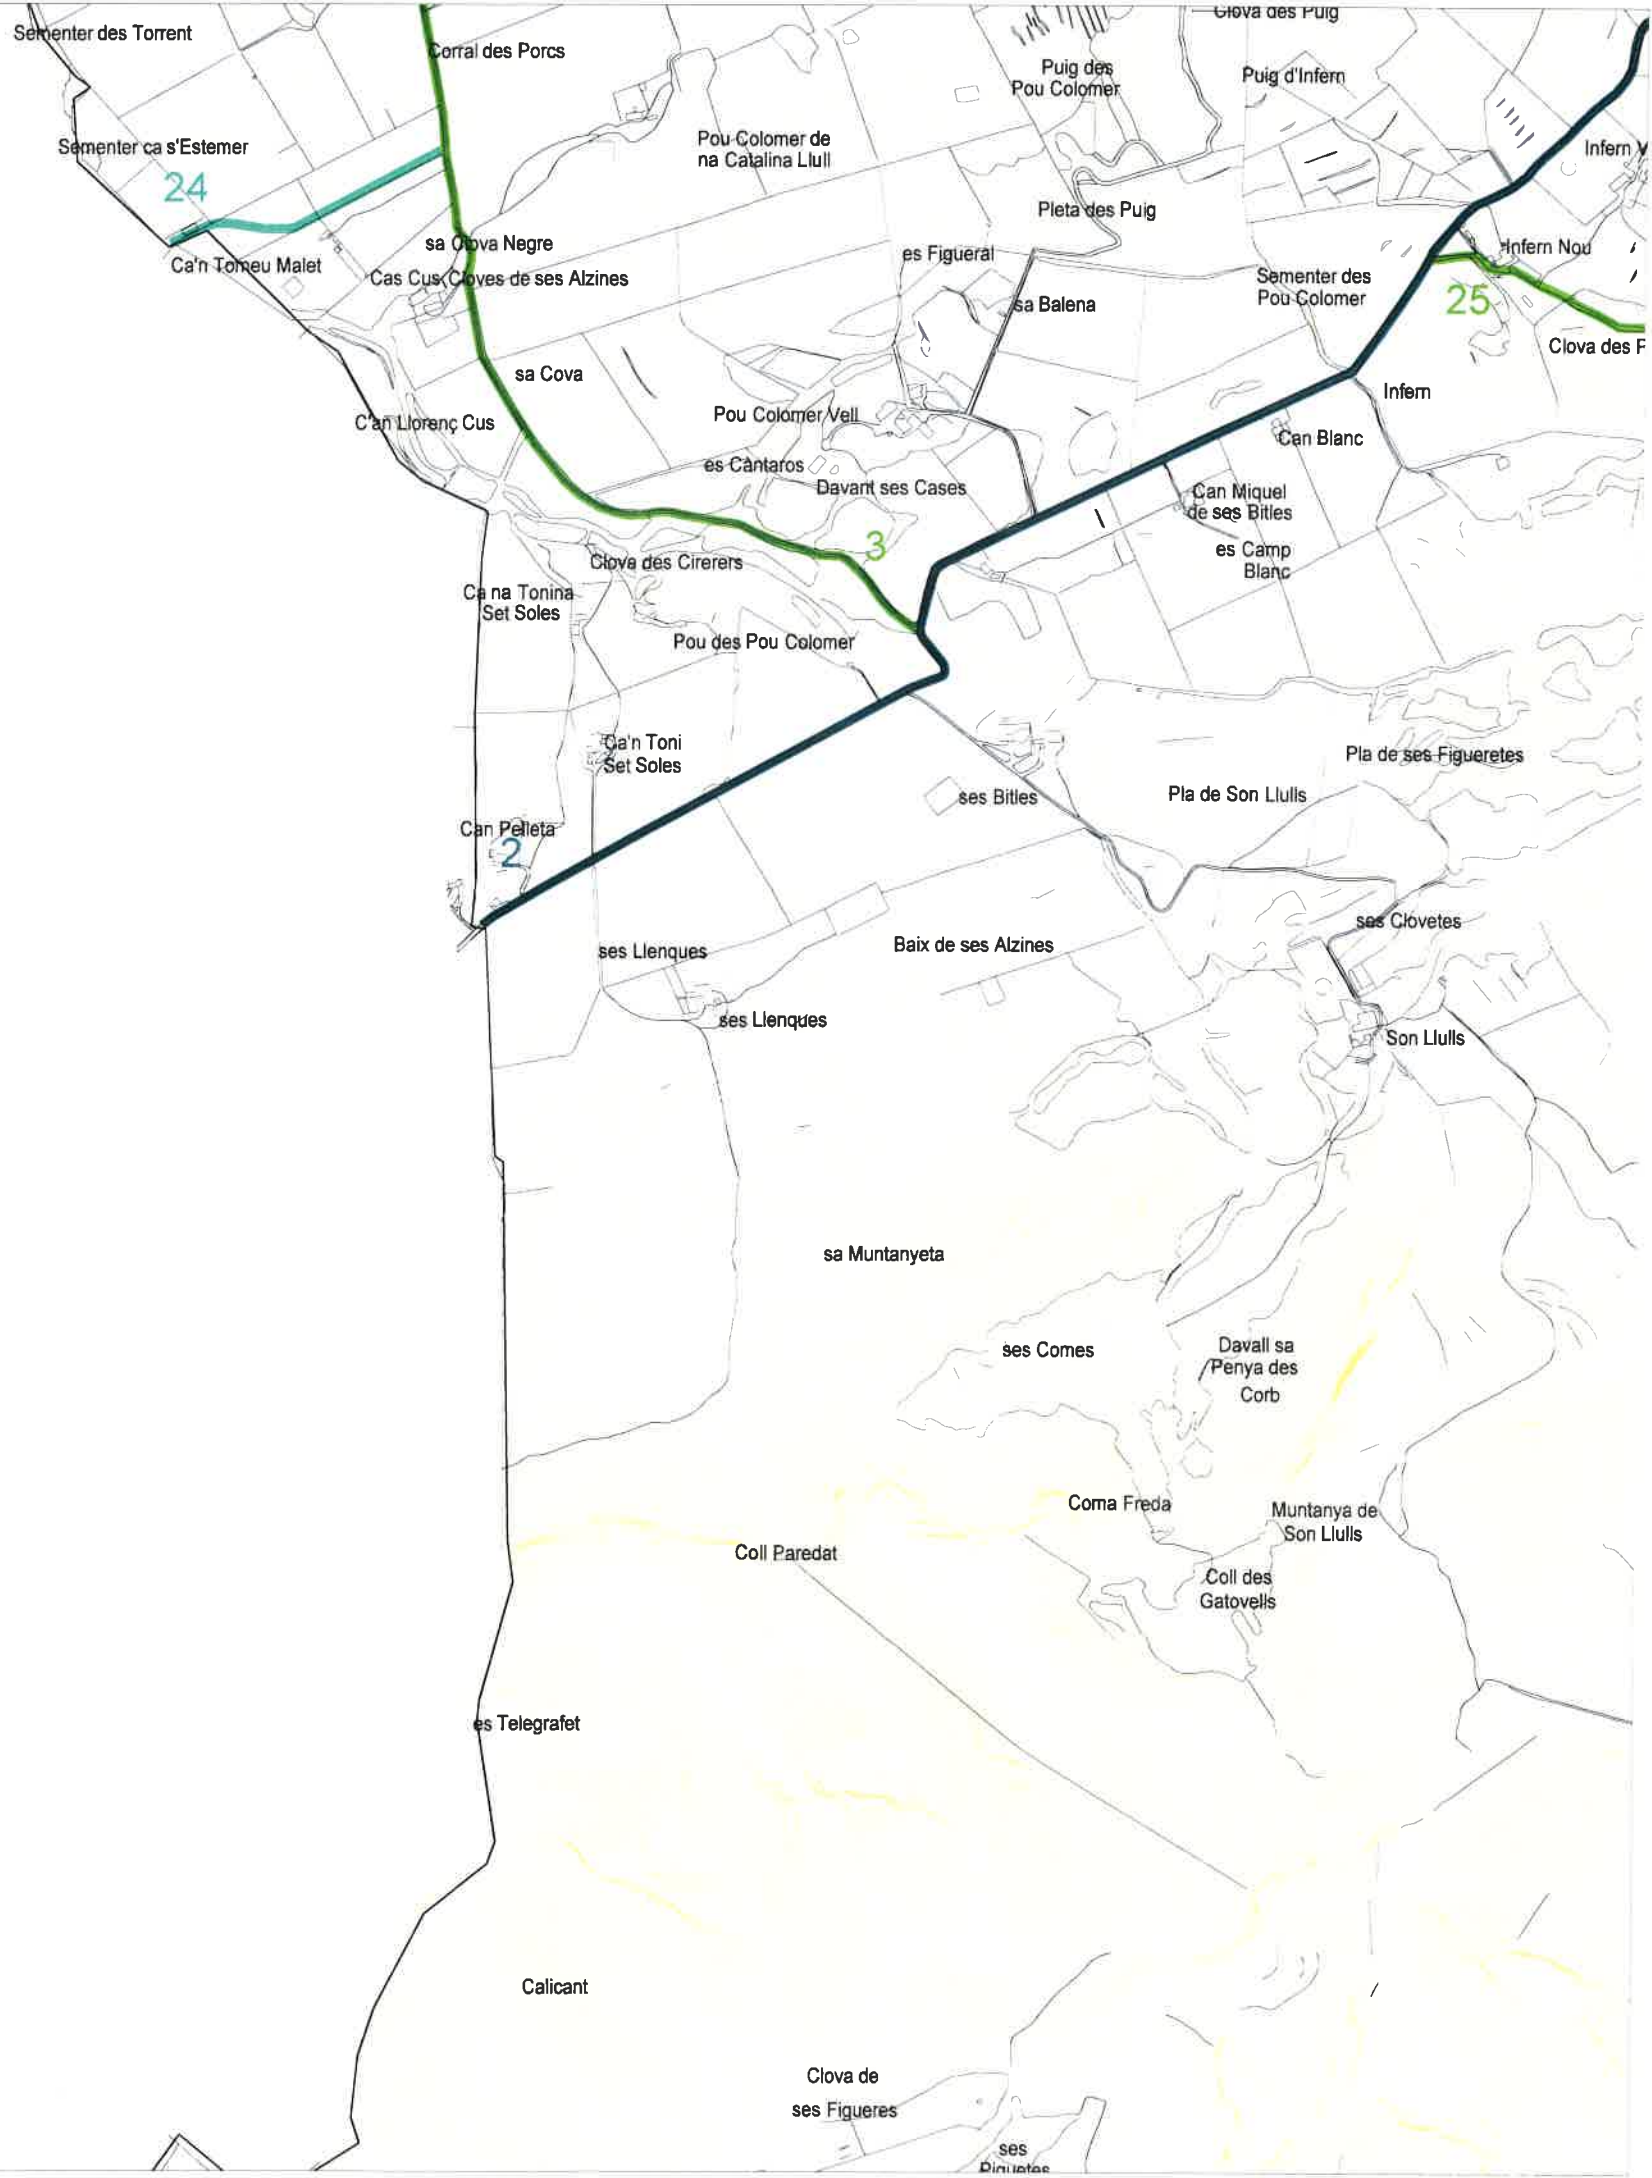 Sementer des Torrent
Corral des Porcs
Clova des Puig
Puig des
Pou Colomer
Puig d'Infern
Sementer ca s'Estemer
Pou Colomer de
na Catalina Llull
Infern
24
Pleta des Puig
sa Clova Negre
es Figueral
Infern Nou
Ca'n Tomeu Malet
Cas Cus
Cloves de ses Alzines
Sementer des
Pou Colomer
25
sa Balena
Clova des
sa Cova
Infern
C'an Llorenç Cus
Pou Colomer Vell
Can Blanc
es Càntaros
Davant ses Cases
Can Miquel
de ses Bitles
3
es Camp
Blanc
Clova des Cirerers
Ca na Tonina
Set Soles
Pou des Pou Colomer
Ca'n Toni
Set Soles
Pla de ses Figueretes
ses Bitles
Pla de Son Llulls
Can Pelleta
2
ses Clovetes
Baix de ses Alzines
ses Llenques
ses Llenques
Son Llulls
sa Muntanyeta
ses Comes
Davall sa
Penya des
Corb
Coma Freda
Muntanya de
Son Llulls
Coll Paredat
Coll des
Gatovells
es Telegrafet
Calicant
Clova de
ses Figueres
ses
Piquetes